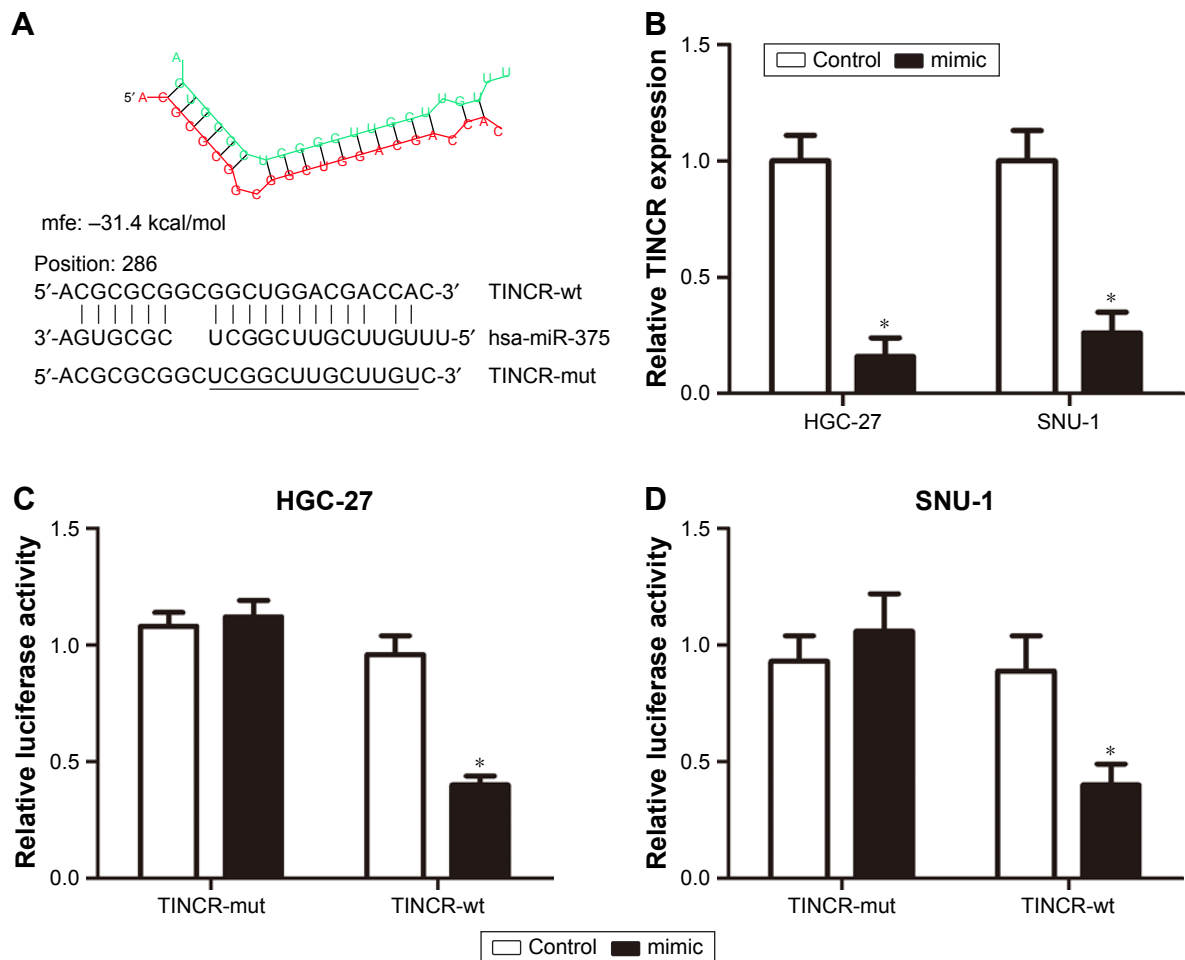 A
5′ A C G C G C G G C G G C U G G A C G A C C A C
A G U G C G C U C G G C U U G C U U G U U U
mfe: –31.4 kcal/mol
Position: 286
5′-ACGCGCGGCGGCUGGACGACCAC-3′ TINCR-wt
3′-AGUGCGC UCGGCUUGCUUGUUU-5′ hsa-miR-375
5′-ACGCGCGGCUCGGCUUGCUUGUC-3′ TINCR-mut
B
Control mimic
Relative TINCR expression
1.5
1.0
0.5
0.0
*
*
HGC-27 SNU-1
C
HGC-27
Relative luciferase activity
1.5
1.0
0.5
0.0
*
TINCR-mut TINCR-wt
D
SNU-1
Relative luciferase activity
1.5
1.0
0.5
0.0
*
TINCR-mut TINCR-wt
Control mimic